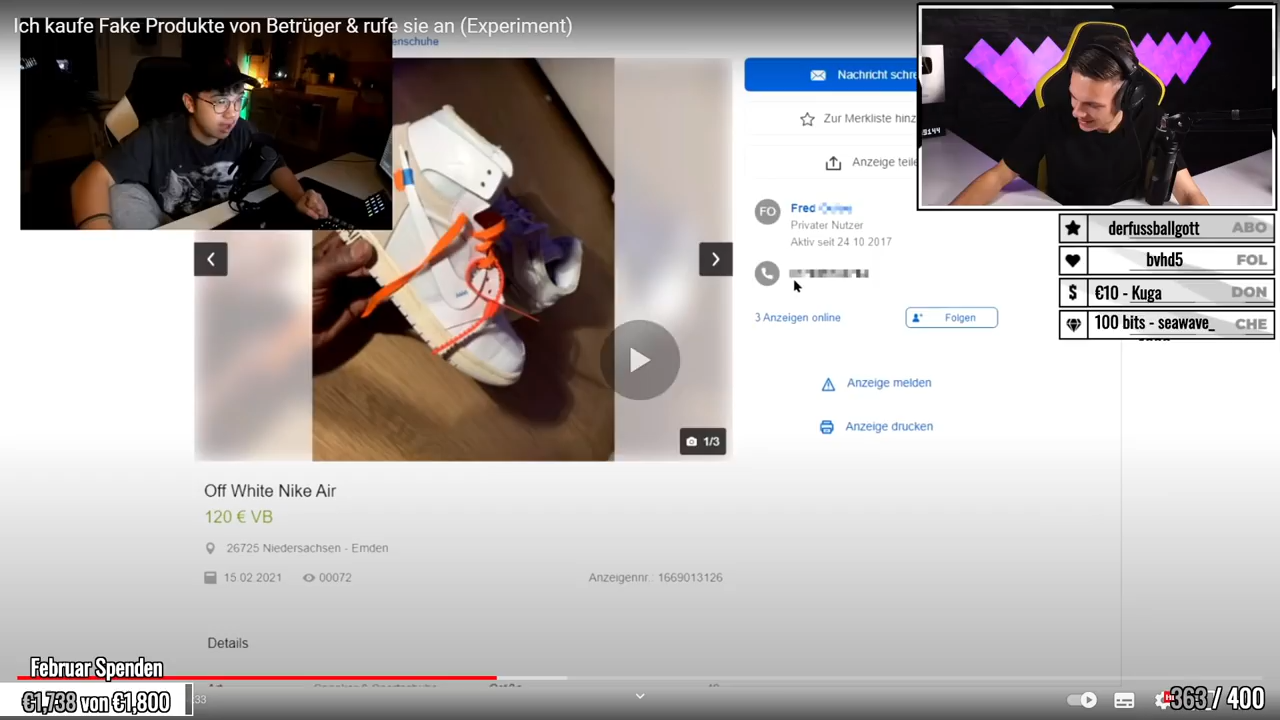 Ich kaufe Fake Produkte von Betrüger & rufe sie an (Experiment)
enschuhe
Nachricht schre
Zur Merkliste hinz
Anzeige teile
FO
Fred
Privater Nutzer
Aktiv seit 24 10 2017
3 Anzeigen online
Folgen
Anzeige melden
Anzeige drucken
derfussballgott ABO
bvhd5 FOL
$ €10 - Kuga DON
100 bits - seawave_ CHE
1/3
Off White Nike Air
120 € VB
26725 Niedersachsen - Emden
15 02 2021
00072
Anzeigennr.: 1669013126
Details
Februar Spenden
€1,738 von €1,800
33
363 / 400